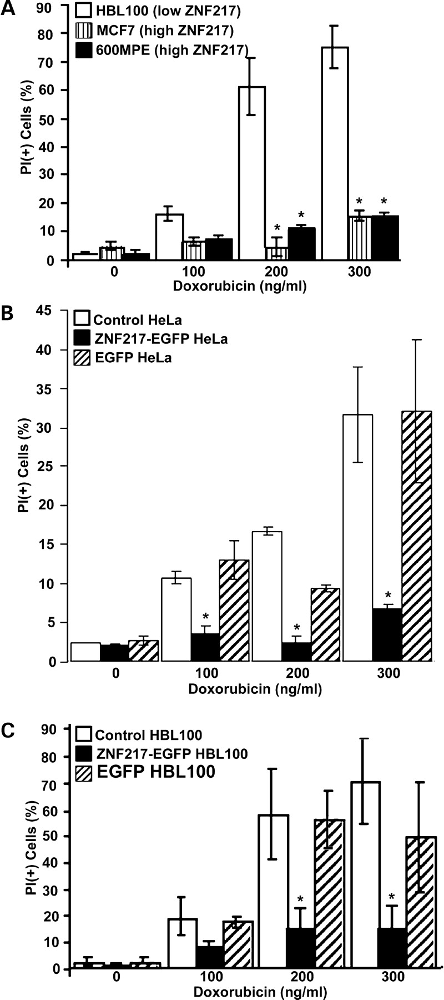 A
90
80
70
60
50
40
30
20
10
0
PI(+) Cells (%)
HBL100 (low ZNF217)
MCF7 (high ZNF217)
600MPE (high ZNF217)
* * * *
0 100 200 300
Doxorubicin (ng/ml)
B
45
40
35
30
25
20
15
10
5
0
PI(+) Cells (%)
Control HeLa
ZNF217-EGFP HeLa
EGFP HeLa
* * *
0 100 200 300
Doxorubicin (ng/ml)
C
90
80
70
60
50
40
30
20
10
0
PI(+) Cells (%)
Control HBL100
ZNF217-EGFP HBL100
EGFP HBL100
* *
0 100 200 300
Doxorubicin (ng/ml)